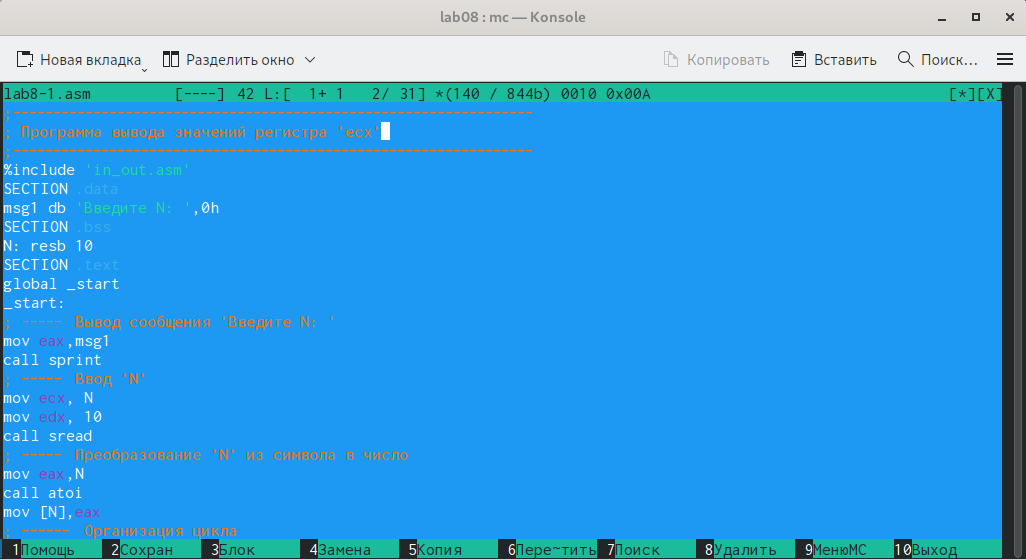 lab08 : mc — Konsole
Новая вкладка Разделить окно Копировать Вставить Поиск...
lab8-1.asm [----] 42 L:[ 1+ 1 2/ 31] *(140 / 844b) 0010 0x00A [*][X]
;----------------------------------------------------------
; Программа вывода значений регистра 'ecx'
;----------------------------------------------------------
%include 'in_out.asm'
SECTION .data
msg1 db 'Введите N: ',0h
SECTION .bss
N: resb 10
SECTION .text
global _start
_start:
; ----- Вывод сообщения 'Введите N: '
mov eax,msg1
call sprint
; ----- Ввод 'N'
mov ecx, N
mov edx, 10
call sread
; ----- Преобразование 'N' из символа в число
mov eax,N
call atoi
mov [N],eax
; ------ Организация цикла
1Помощь 2Сохран 3Блок 4Замена 5Копия 6Пере~тить 7Поиск 8Удалить 9МенюMC 10Выход